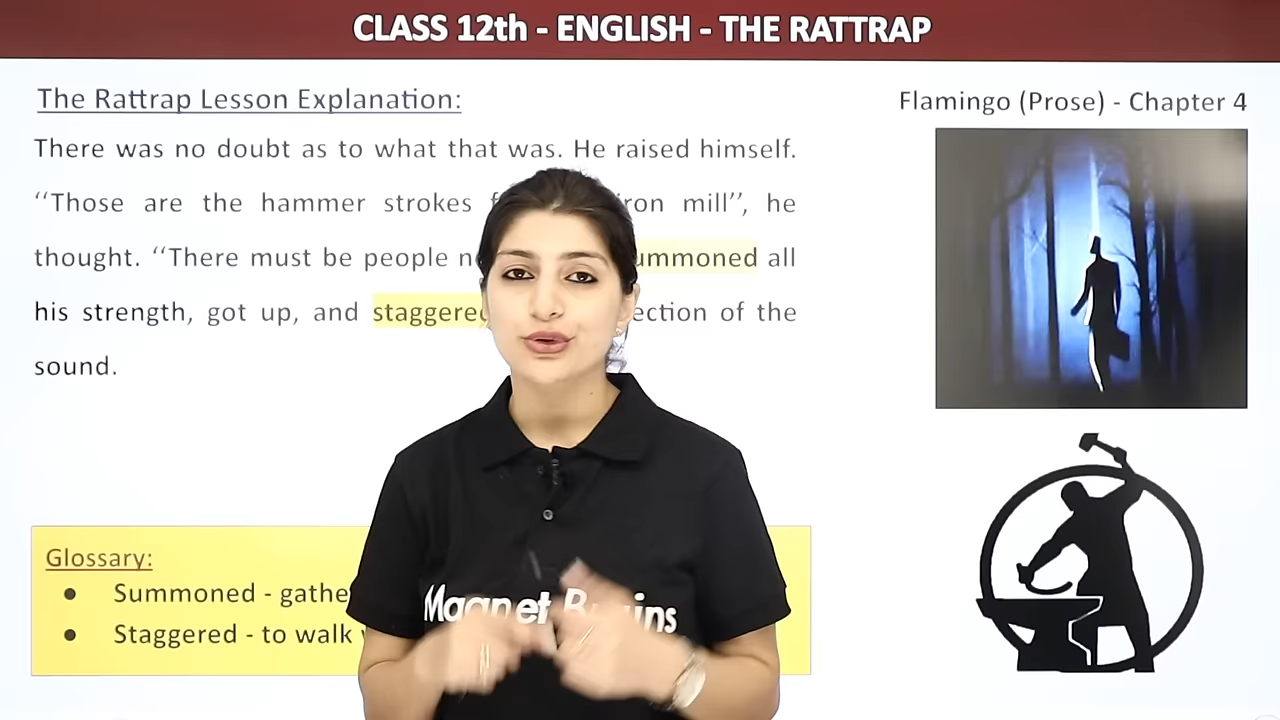 CLASS 12th - ENGLISH - THE RATTRAP
The Rattrap Lesson Explanation:
Flamingo (Prose) - Chapter 4
There was no doubt as to what that was. He raised himself.
‘‘Those are the hammer strokes iron mill’’, he
thought. ‘‘There must be people ummoned all
his strength, got up, and staggered ection of the
sound.
Glossary:
● Summoned - gathe
● Staggered - to walk
Magnet Brains